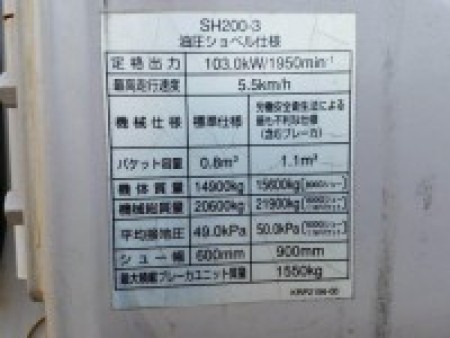 SH200-3
油圧ショベル仕様
定格出力 103.0kW/1950min⁻¹
最高走行速度 5.5km/h
機械仕様 標準仕様 労働安全衛生法による
最も不利な仕様
(含むブレーカ)
バケット容量 0.8m³ 1.1m³
機体質量 14900kg 15600kg
機械総質量 20600kg 21900kg
平均接地圧 49.0kPa 50.0kPa
シュー幅 600mm 900mm
最大積載ブレーカユニット質量 1550kg